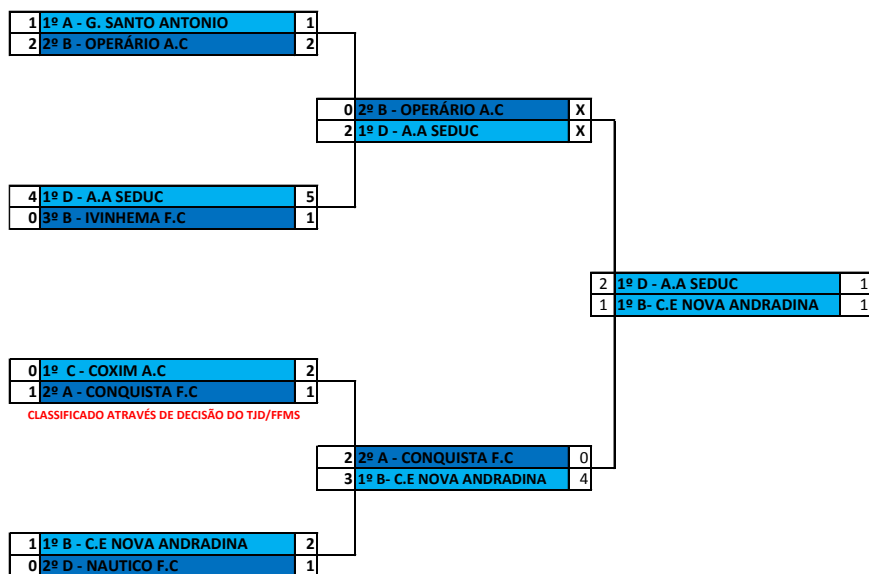 1 1º A - G. SANTO ANTONIO 1
2 2º B - OPERÁRIO A.C 2
0 2º B - OPERÁRIO A.C X
2 1º D - A.A SEDUC X
4 1º D - A.A SEDUC 5
0 3º B - IVINHEMA F.C 1
2 1º D - A.A SEDUC 1
1 1º B- C.E NOVA ANDRADINA 1
0 1º C - COXIM A.C 2
1 2º A - CONQUISTA F.C 1
CLASSIFICADO ATRAVÉS DE DECISÃO DO TJD/FFMS
2 2º A - CONQUISTA F.C 0
3 1º B- C.E NOVA ANDRADINA 4
1 1º B - C.E NOVA ANDRADINA 2
0 2º D - NAUTICO F.C 1